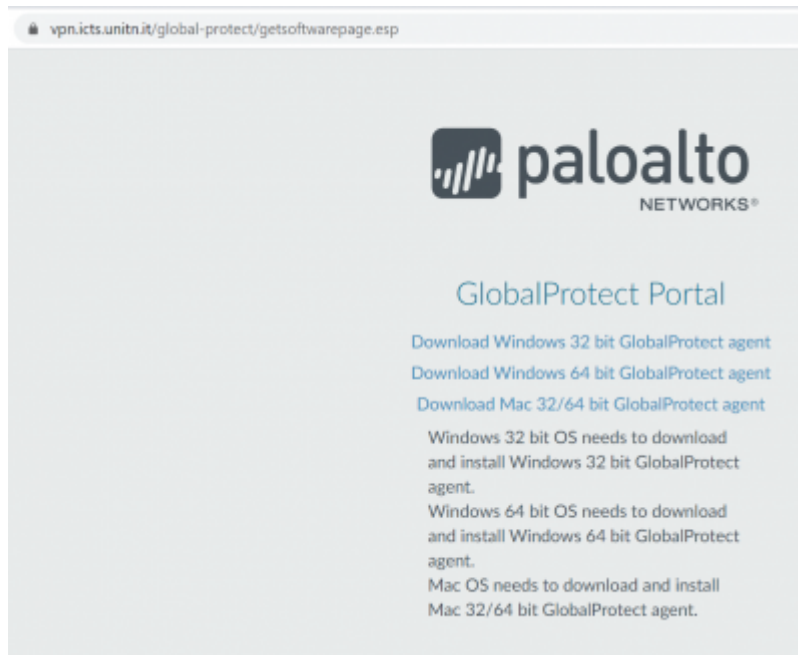 vpn.icts.unitn.it/global-protect/getsoftwarepage.esp
paloalto
NETWORKS®
GlobalProtect Portal
Download Windows 32 bit GlobalProtect agent
Download Windows 64 bit GlobalProtect agent
Download Mac 32/64 bit GlobalProtect agent
Windows 32 bit OS needs to download
and install Windows 32 bit GlobalProtect
agent.
Windows 64 bit OS needs to download
and install Windows 64 bit GlobalProtect
agent.
Mac OS needs to download and install
Mac 32/64 bit GlobalProtect agent.